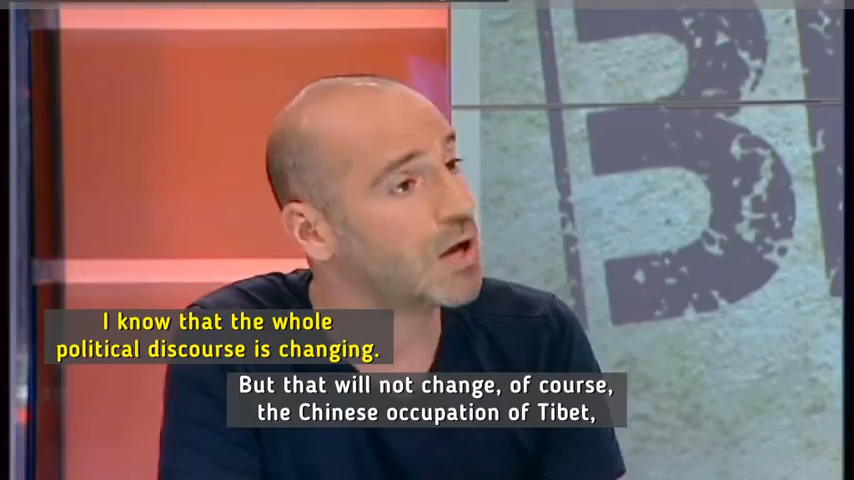 I know that the whole
political discourse is changing.
But that will not change, of course,
the Chinese occupation of Tibet,